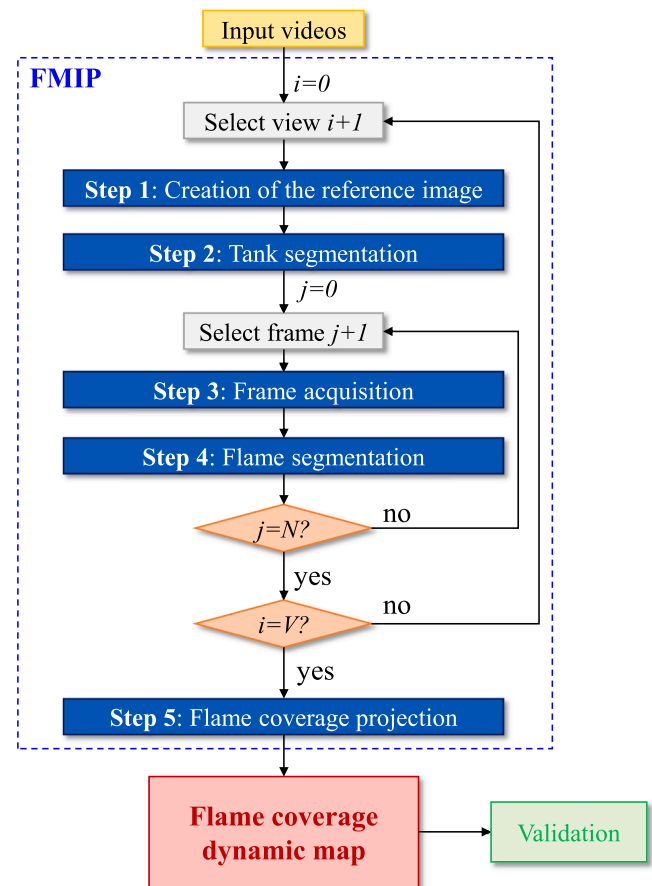 Input videos
FMIP
i=0
Select view i+1
Step 1: Creation of the reference image
Step 2: Tank segmentation
j=0
Select frame j+1
Step 3: Frame acquisition
Step 4: Flame segmentation
j=N?
no
yes
i=V?
no
yes
Step 5: Flame coverage projection
Flame coverage
dynamic map
Validation